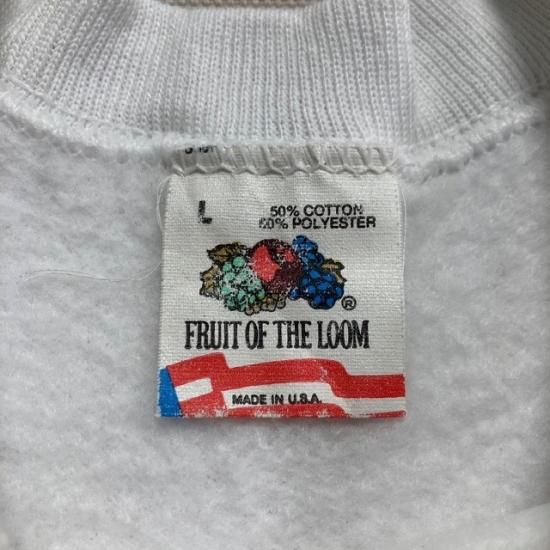 L
50% COTTON
50% POLYESTER
®
FRUIT OF THE LOOM
MADE IN U.S.A.